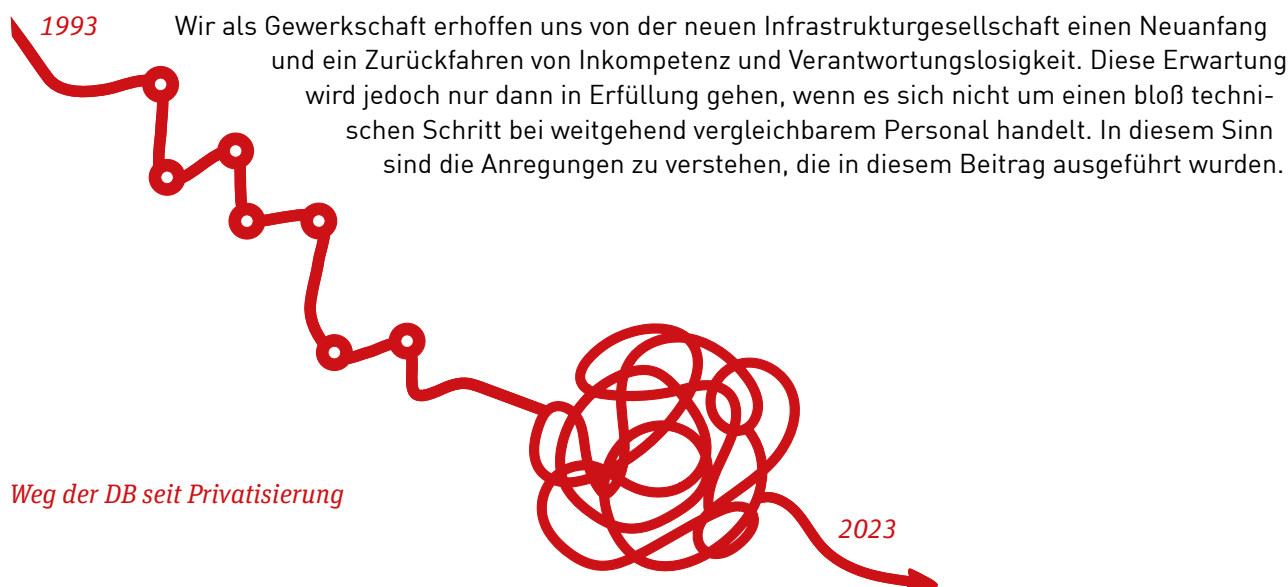 1993
Wir als Gewerkschaft erhoffen uns von der neuen Infrastrukturgesellschaft einen Neuanfang
und ein Zurückfahren von Inkompetenz und Verantwortungslosigkeit. Diese Erwartung
wird jedoch nur dann in Erfüllung gehen, wenn es sich nicht um einen bloß techni-
schen Schritt bei weitgehend vergleichbarem Personal handelt. In diesem Sinn
sind die Anregungen zu verstehen, die in diesem Beitrag ausgeführt wurden.
Weg der DB seit Privatisierung
2023